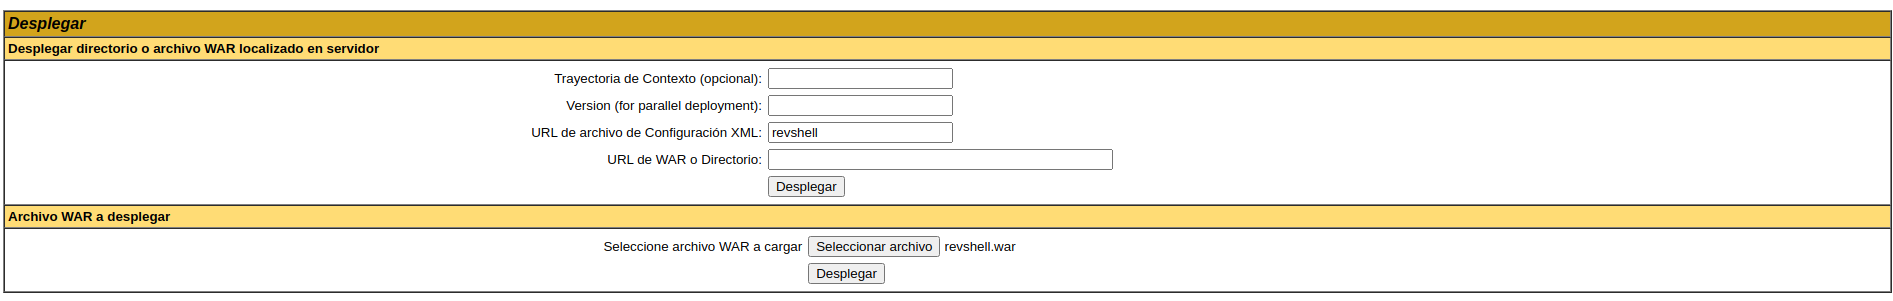 Desplegar
Desplegar directorio o archivo WAR localizado en servidor
Trayectoria de Contexto (opcional):
Version (for parallel deployment):
URL de archivo de Configuración XML: revshell
URL de WAR o Directorio:
Desplegar
Archivo WAR a desplegar
Seleccione archivo WAR a cargar Seleccionar archivo revshell.war
Desplegar